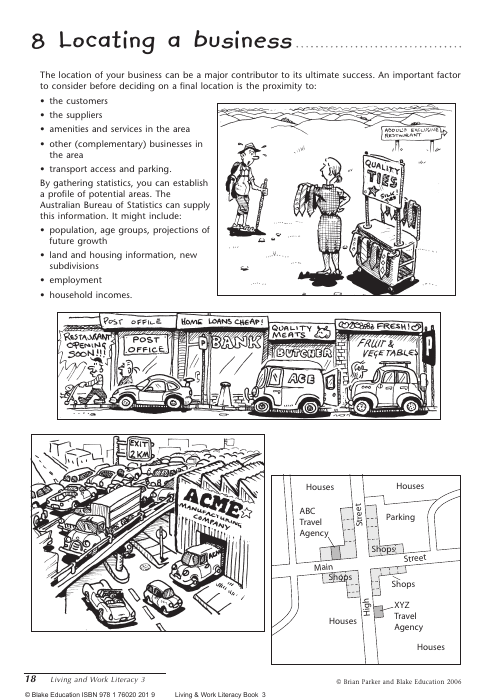 8 Locating a business
The location of your business can be a major contributor to its ultimate success. An important factor
to consider before deciding on a final location is the proximity to:
• the customers
• the suppliers
• amenities and services in the area
• other (complementary) businesses in
the area
• transport access and parking.
By gathering statistics, you can establish
a profile of potential areas. The
Australian Bureau of Statistics can supply
this information. It might include:
• population, age groups, projections of
future growth
• land and housing information, new
subdivisions
• employment
• household incomes.
EXCLUSIVE
RESTAURANT
QUALITY
TIES
POST OFFICE
HOME LOANS CHEAP!
QUALITY
MEATS
FRESH!
RESTAURANT
OPENING
SOON!!!
POST
OFFICE
P
BANK
BUTCHER
FRUIT &
VEGETABLES
P
ACE
EXIT
2KM
ACME
MANUFACTURING
COMPANY
Houses
Houses
ABC
Travel
Agency
Street
Parking
Shops
Street
Main
Shops
Shops
High
XYZ
Travel
Agency
Houses
Houses
18 Living and Work Literacy 3
© Brian Parker and Blake Education 2006
© Blake Education ISBN 978 1 76020 201 9 Living & Work Literacy Book 3